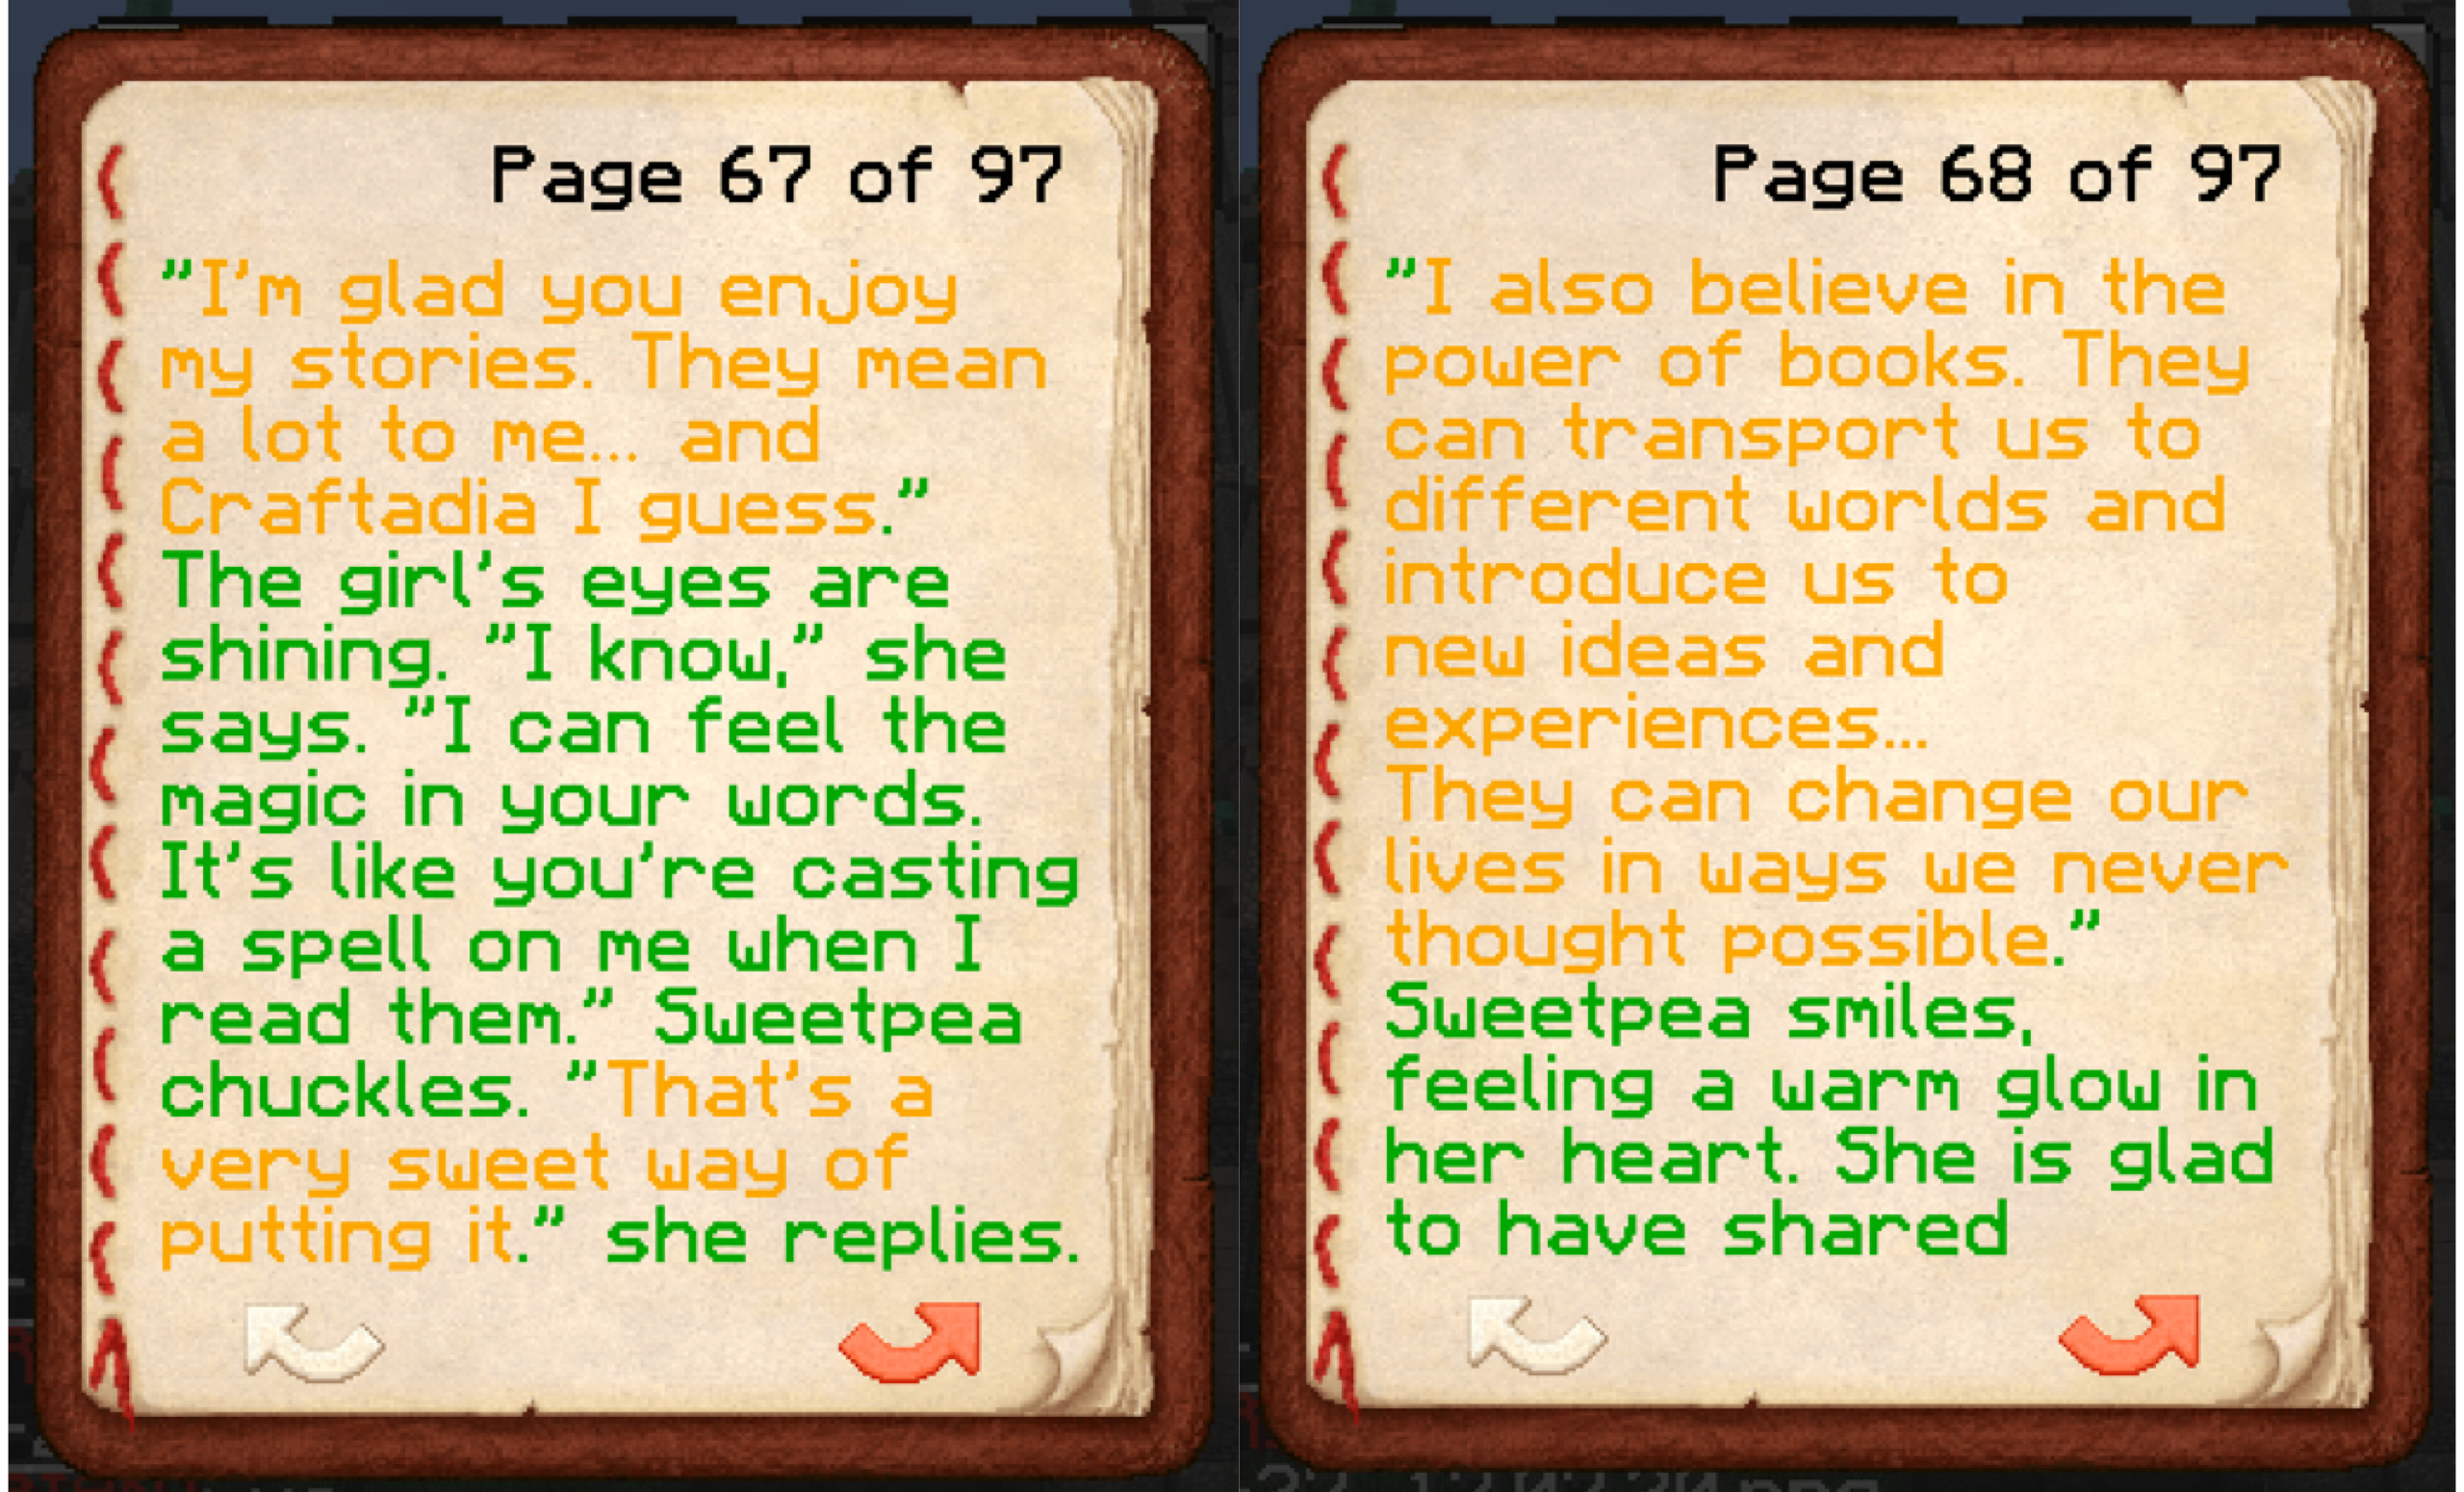 Page 67 of 97
"I'm glad you enjoy
my stories. They mean
a lot to me... and
Craftadia I guess."
The girl's eyes are
shining. "I know," she
says. "I can feel the
magic in your words.
It's like you're casting
a spell on me when I
read them." Sweetpea
chuckles. "That's a
very sweet way of
putting it." she replies.
Page 68 of 97
"I also believe in the
power of books. They
can transport us to
different worlds and
introduce us to
new ideas and
experiences...
They can change our
lives in ways we never
thought possible."
Sweetpea smiles,
feeling a warm glow in
her heart. She is glad
to have shared